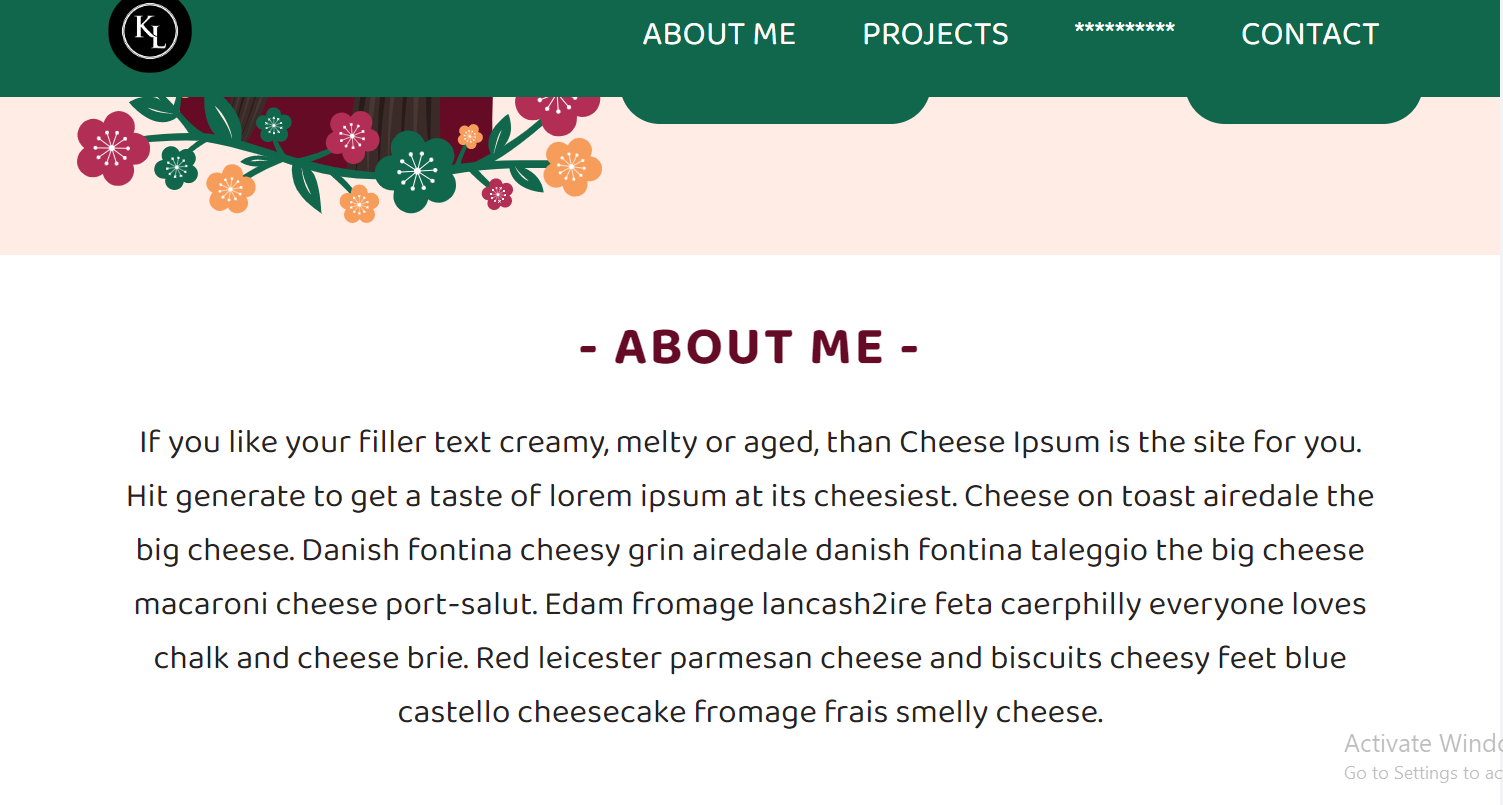 KL
ABOUT ME
PROJECTS
**********
CONTACT
- ABOUT ME -
If you like your filler text creamy, melty or aged, than Cheese Ipsum is the site for you.
Hit generate to get a taste of lorem ipsum at its cheesiest. Cheese on toast airedale the
big cheese. Danish fontina cheesy grin airedale danish fontina taleggio the big cheese
macaroni cheese port-salut. Edam fromage lancash2ire feta caerphilly everyone loves
chalk and cheese brie. Red leicester parmesan cheese and biscuits cheesy feet blue
castello cheesecake fromage frais smelly cheese.
Activate Windo
Go to Settings to ac